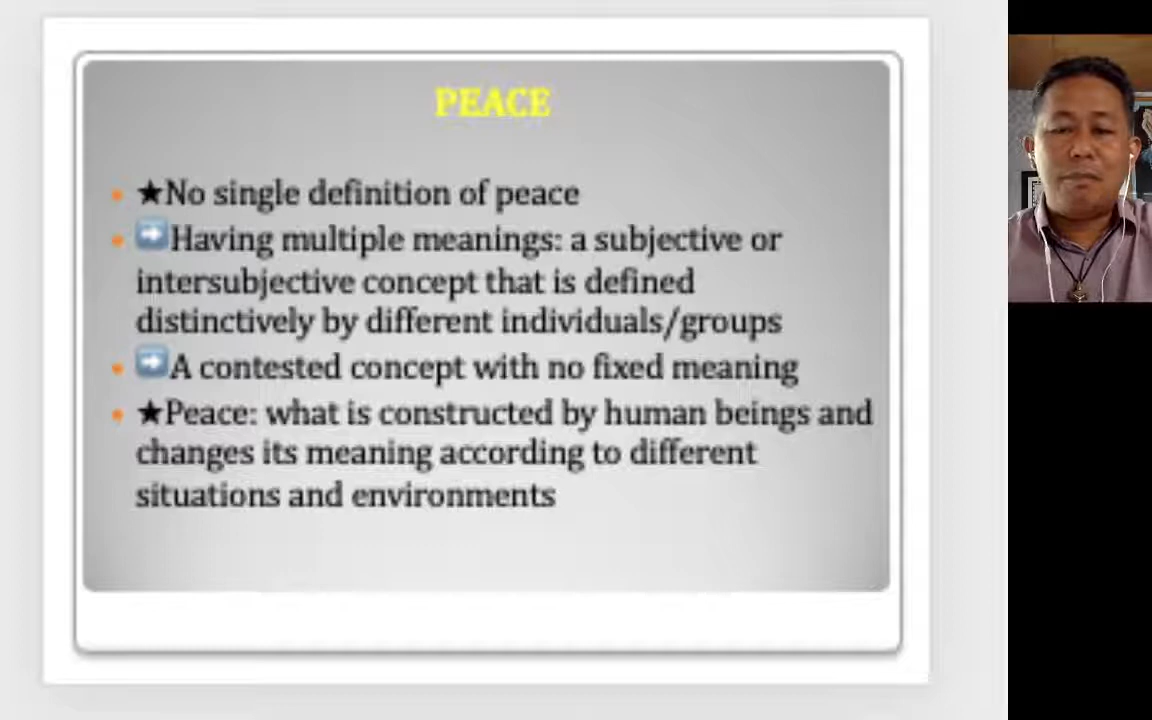 PEACE
★No single definition of peace
➡Having multiple meanings: a subjective or
intersubjective concept that is defined
distinctively by different individuals/groups
➡A contested concept with no fixed meaning
★Peace: what is constructed by human beings and
changes its meaning according to different
situations and environments